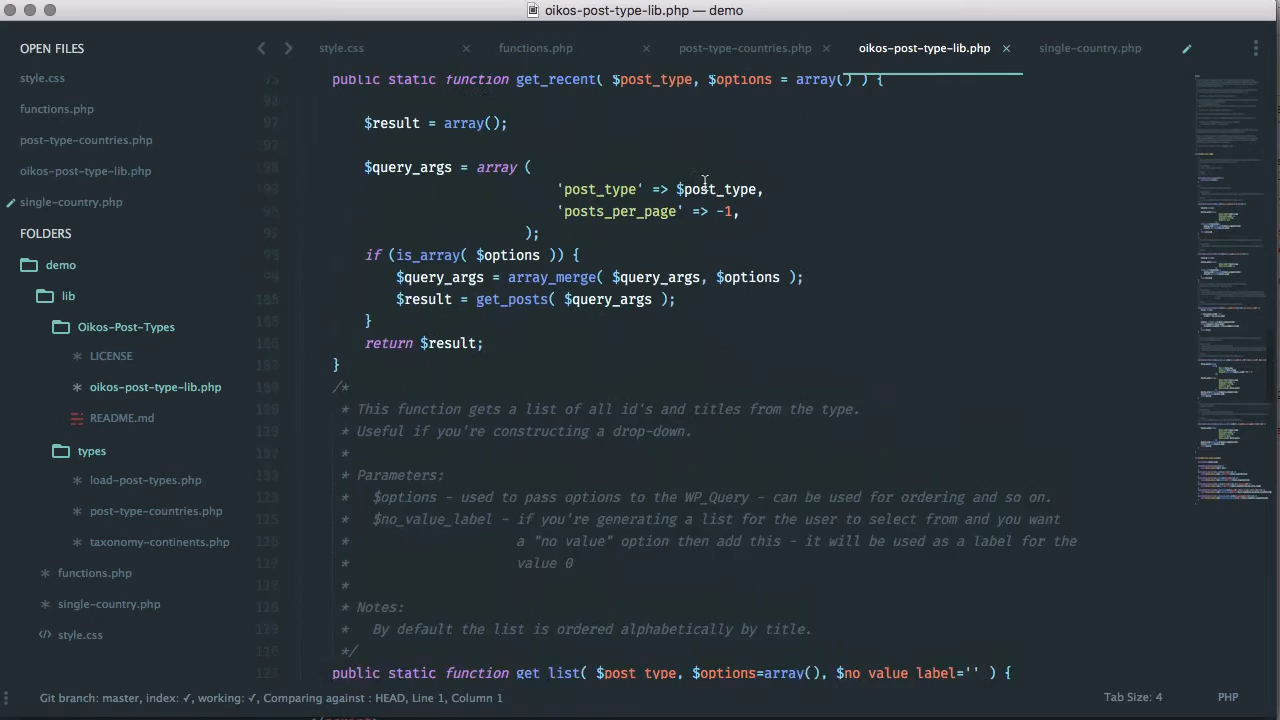 oikos-post-type-lib.php — demo
OPEN FILES
style.css
functions.php
post-type-countries.php
oikos-post-type-lib.php
single-country.php
FOLDERS
demo
lib
Oikos-Post-Types
LICENSE
oikos-post-type-lib.php
README.md
types
load-post-types.php
post-type-countries.php
taxonomy-continents.php
functions.php
single-country.php
style.css
style.css
functions.php
post-type-countries.php
oikos-post-type-lib.php
single-country.php
public static function get_recent( $post_type, $options = array() ) {
$result = array();
$query_args = array (
'post_type' => $post_type,
'posts_per_page' => -1,
);
if (is_array( $options )) {
$query_args = array_merge( $query_args, $options );
$result = get_posts( $query_args );
}
return $result;
}
/*
* This function gets a list of all id's and titles from the type.
* Useful if you're constructing a drop-down.
*
* Parameters:
* $options - used to pass options to the WP_Query - can be used for ordering and so on.
* $no_value_label - if you're generating a list for the user to select from and you want
* a "no value" option then add this - it will be used as a label for the
* value 0
*
* Notes:
* By default the list is ordered alphabetically by title.
*/
public static function get_list( $post_type, $options=array(), $no_value_label='' ) {
Git branch: master, index: ✓, working: ✓, Comparing against : HEAD, Line 1, Column 1
Tab Size: 4
PHP